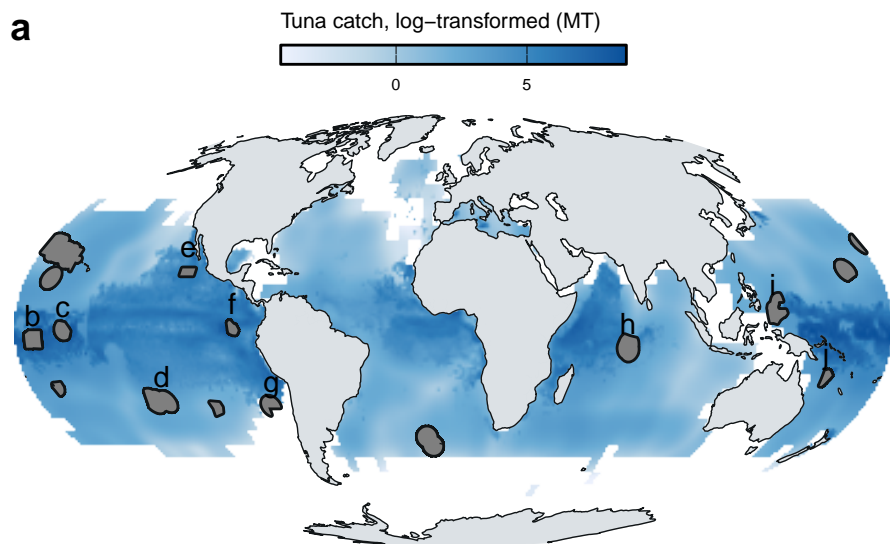 a
Tuna catch, log−transformed (MT)
0 5
e
b c f i
h
d g j